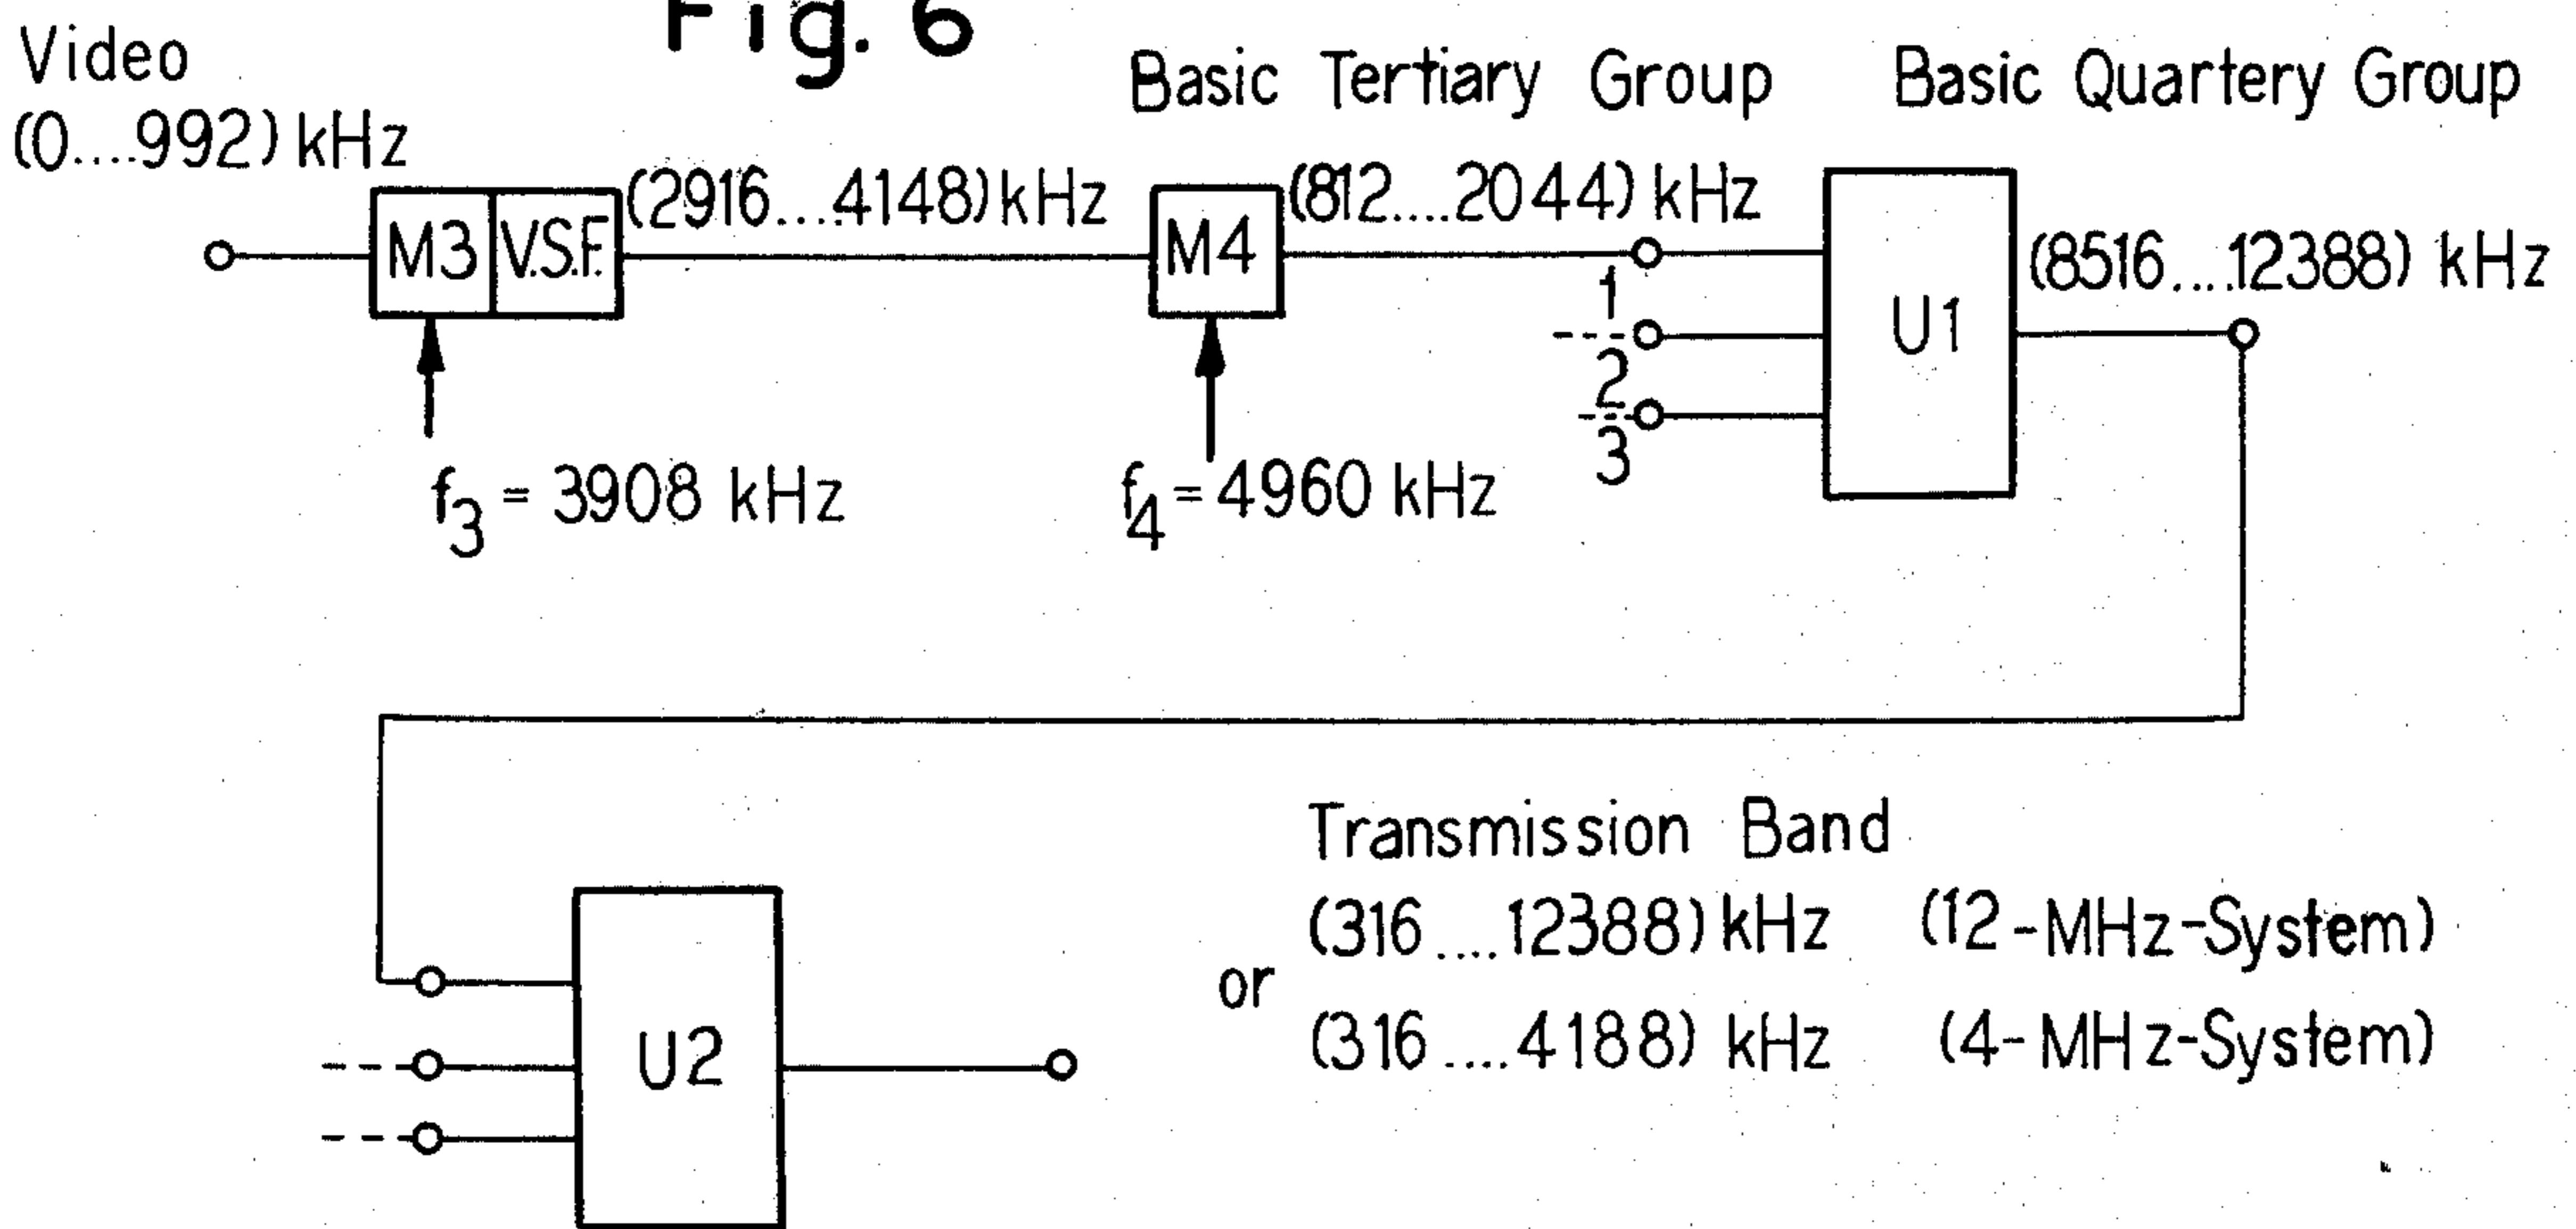 Fig. 6
Video
(0....992) kHz
Basic Tertiary Group
Basic Quartery Group
M3
V.S.F.
(2916....4148) kHz
M4
(812....2044) kHz
1
2
3
U1
(8516....12388) kHz
f3 = 3908 kHz
f4 = 4960 kHz
Transmission Band
(316....12388) kHz (12-MHz-System)
or
(316....4188) kHz (4-MHz-System)
U2